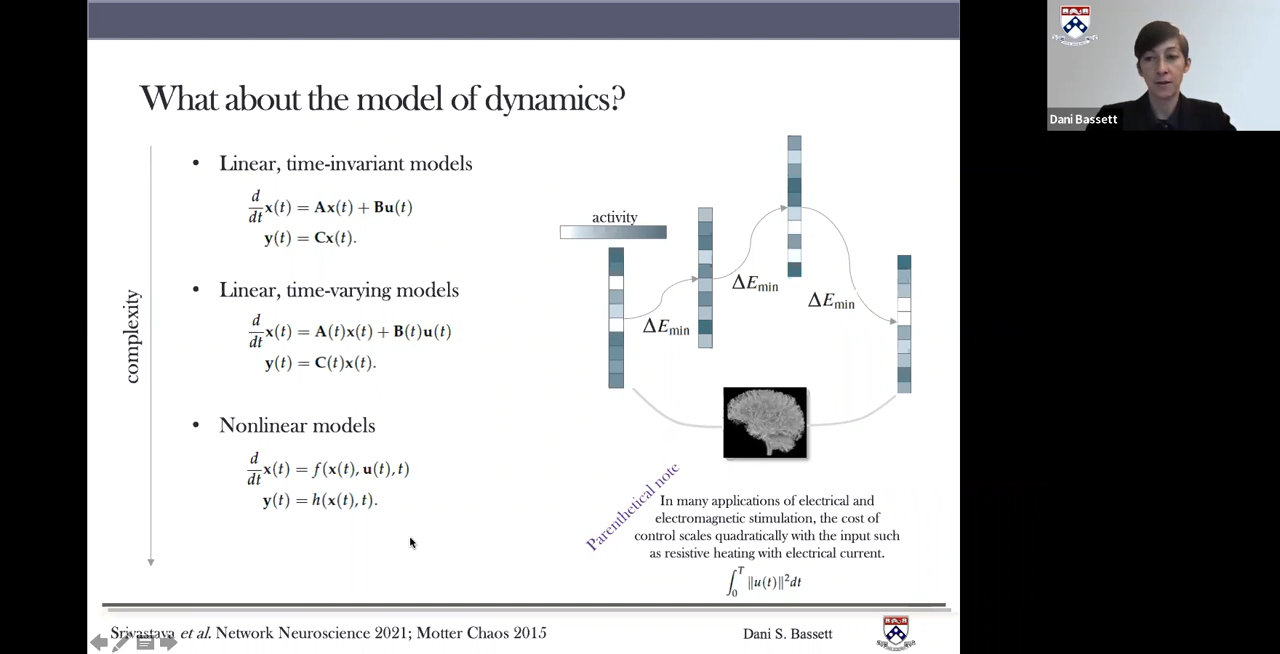 What about the model of dynamics?
complexity
• Linear, time-invariant models
d/dt x(t) = Ax(t) + Bu(t)
y(t) = Cx(t).
• Linear, time-varying models
d/dt x(t) = A(t)x(t) + B(t)u(t)
y(t) = C(t)x(t).
• Nonlinear models
d/dt x(t) = f(x(t), u(t), t)
y(t) = h(x(t), t).
activity
ΔEmin
ΔEmin
ΔEmin
Parenthetical note
In many applications of electrical and
electromagnetic stimulation, the cost of
control scales quadratically with the input such
as resistive heating with electrical current.
∫₀ᵀ ||u(t)||²dt
Srivastava et al. Network Neuroscience 2021; Motter Chaos 2015
Dani S. Bassett
Dani Bassett